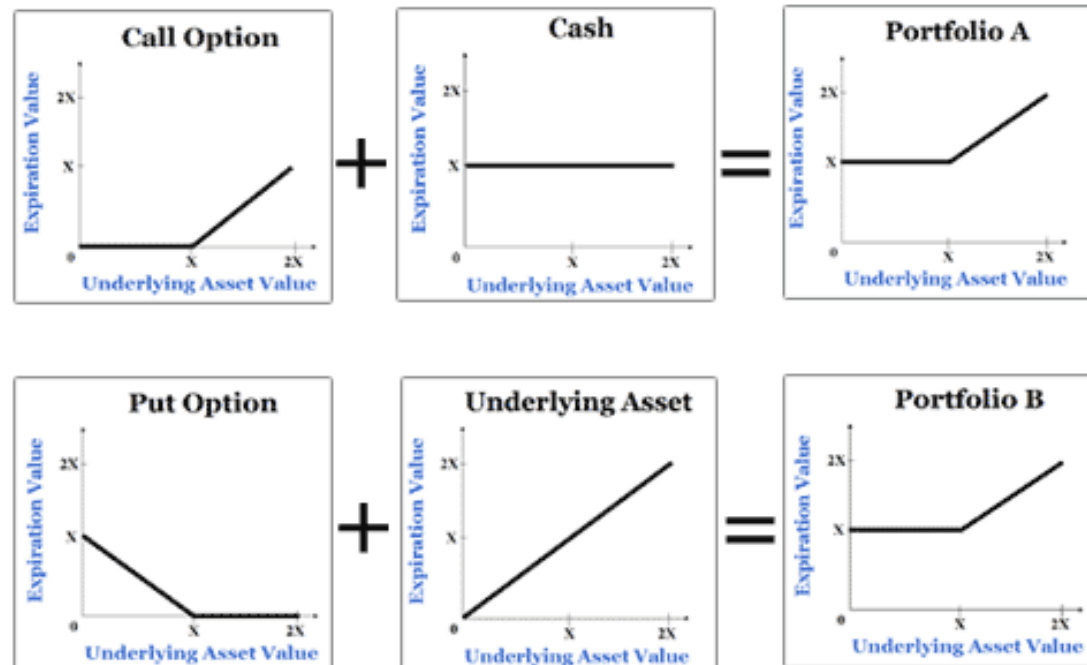 Call Option
Expiration Value
2X
X
0
X
2X
Underlying Asset Value
+
Cash
Expiration Value
2X
X
0
X
2X
Underlying Asset Value
=
Portfolio A
Expiration Value
2X
X
0
X
2X
Underlying Asset Value
Put Option
Expiration Value
2X
X
0
X
2X
Underlying Asset Value
+
Underlying Asset
Expiration Value
2X
X
0
X
2X
Underlying Asset Value
=
Portfolio B
Expiration Value
2X
X
0
X
2X
Underlying Asset Value